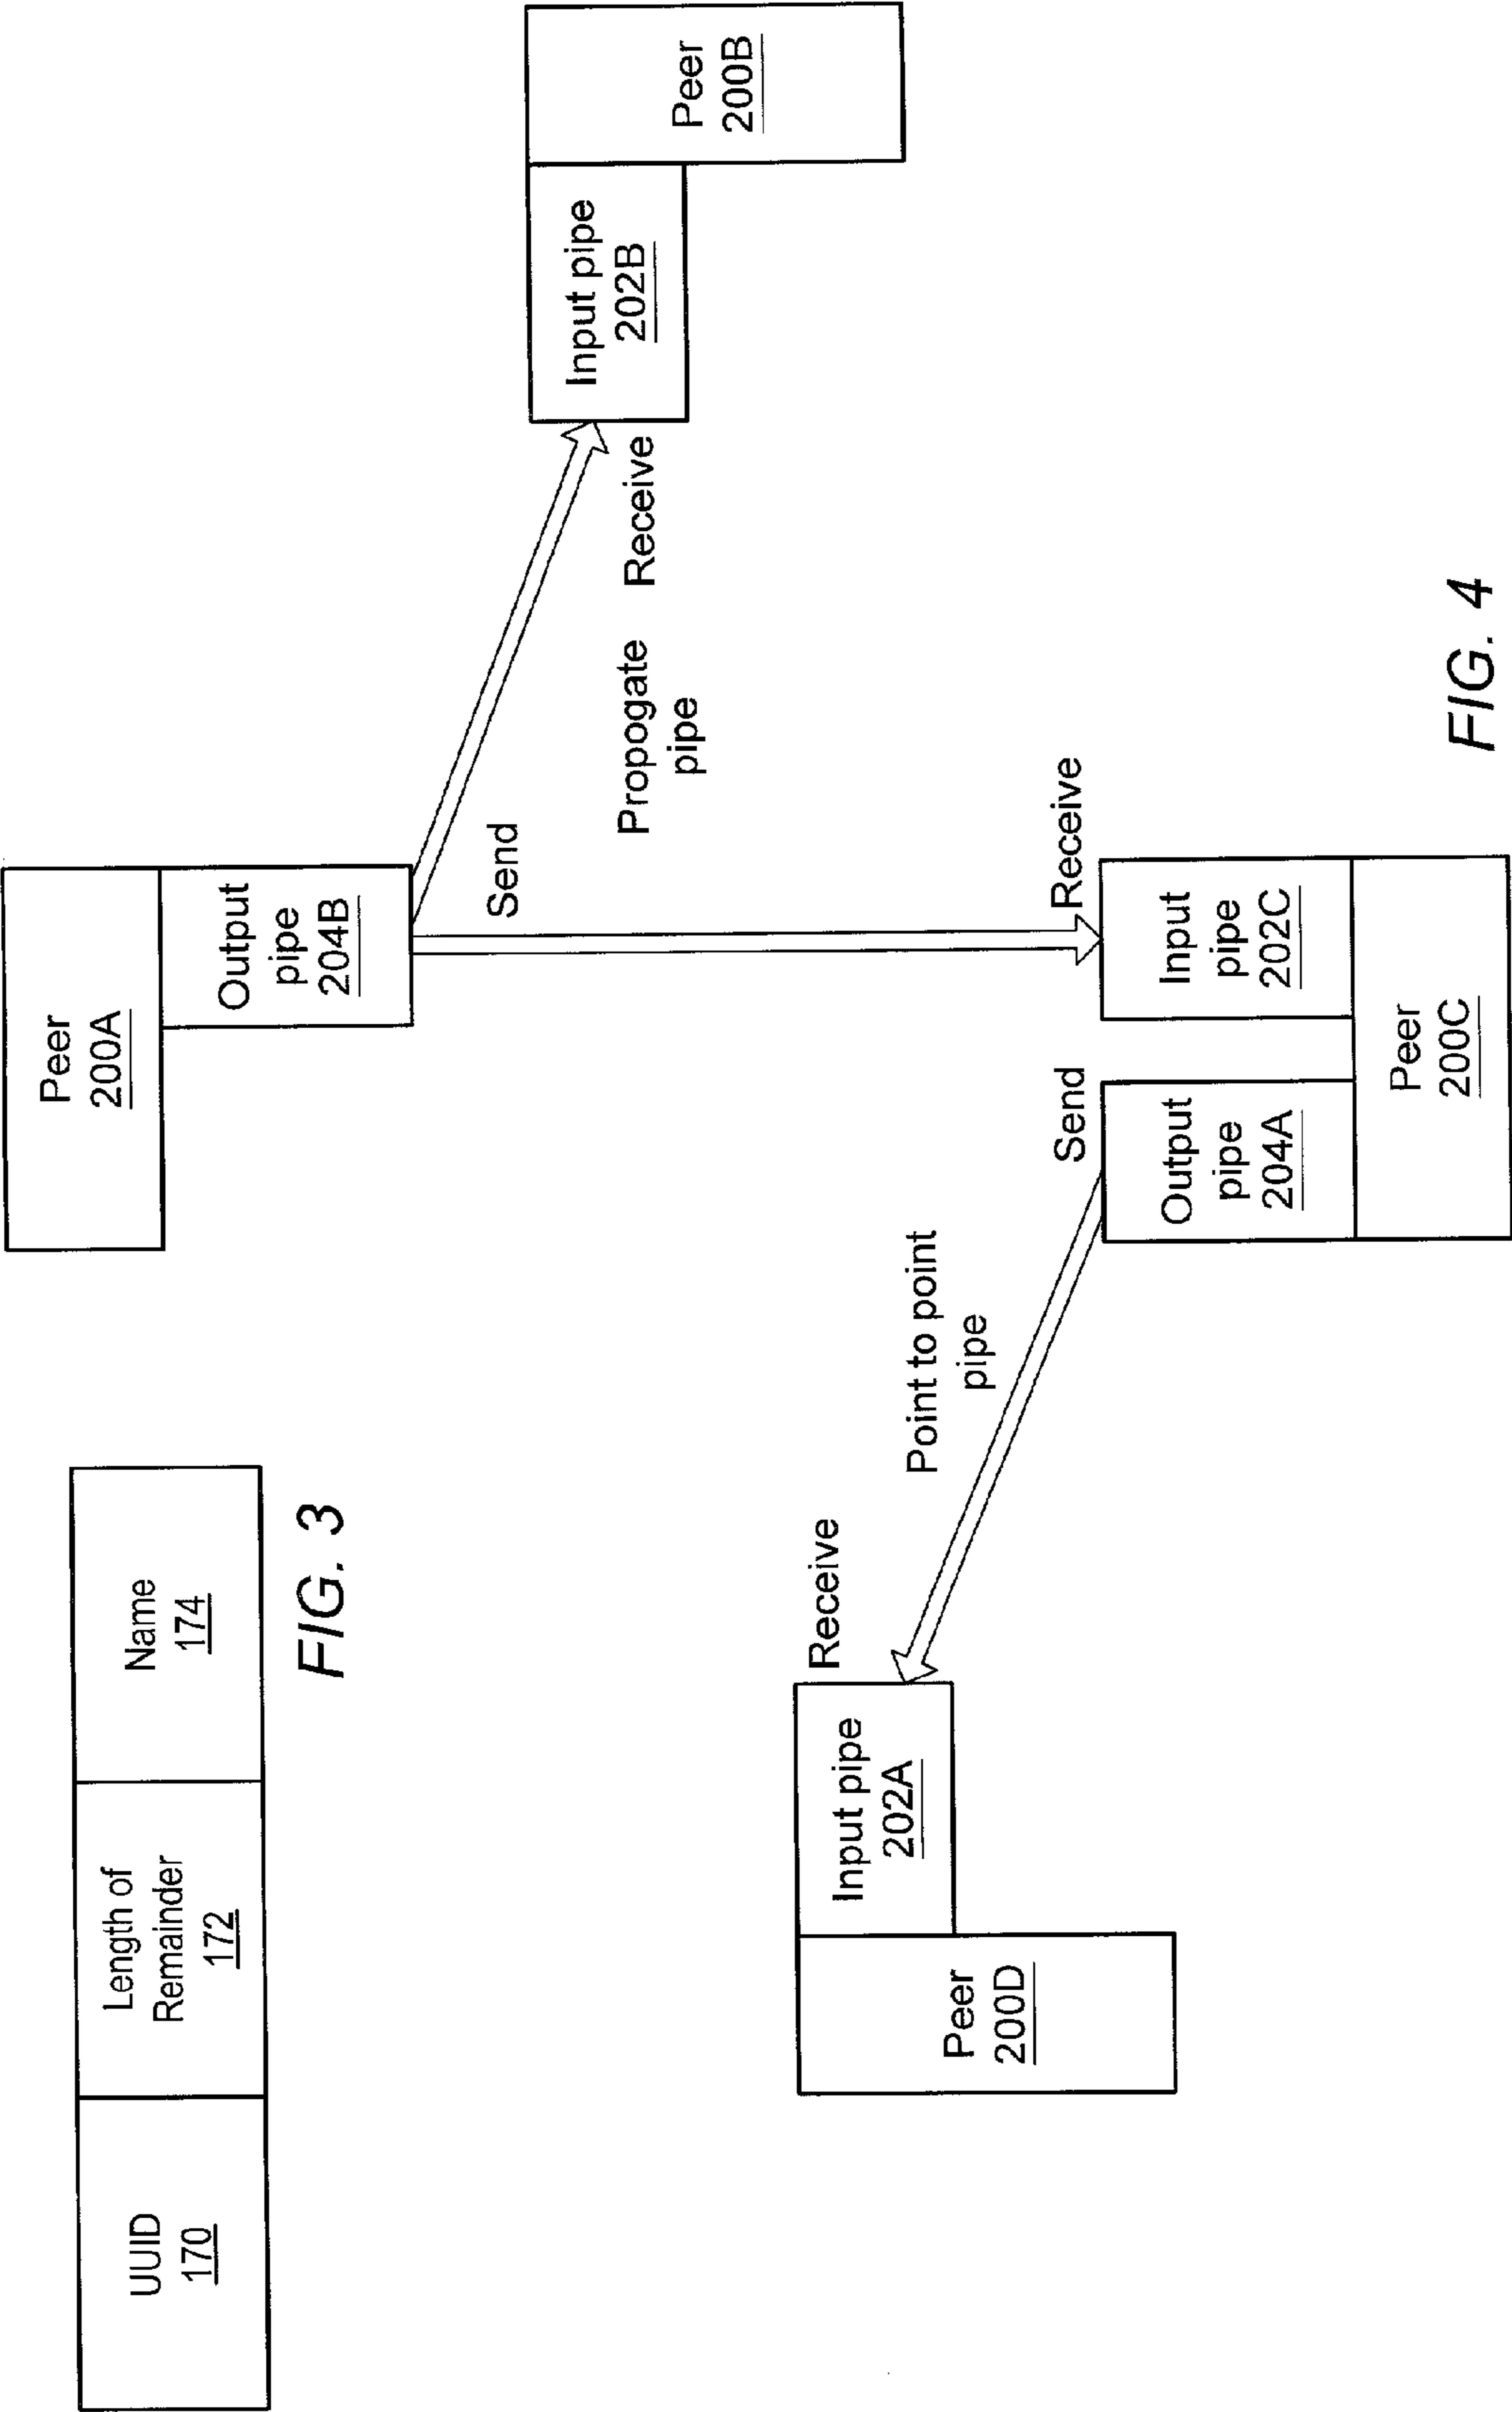 UUID
170
Length of
Remainder
172
Name
174
FIG. 3
Peer
200A
Output
pipe
204B
Send
Propogate
pipe
Receive
Input pipe
202B
Peer
200B
Receive
Input pipe
202A
Peer
200D
Point to point
pipe
Send
Output
pipe
204A
Receive
Input
pipe
202C
Peer
200C
FIG. 4